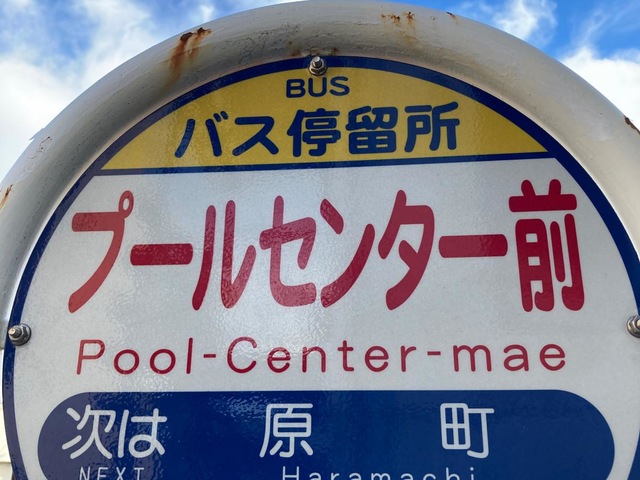 BUS
バス停留所
プールセンター前
Pool-Center-mae
次は 原町
NEXT Haramachi